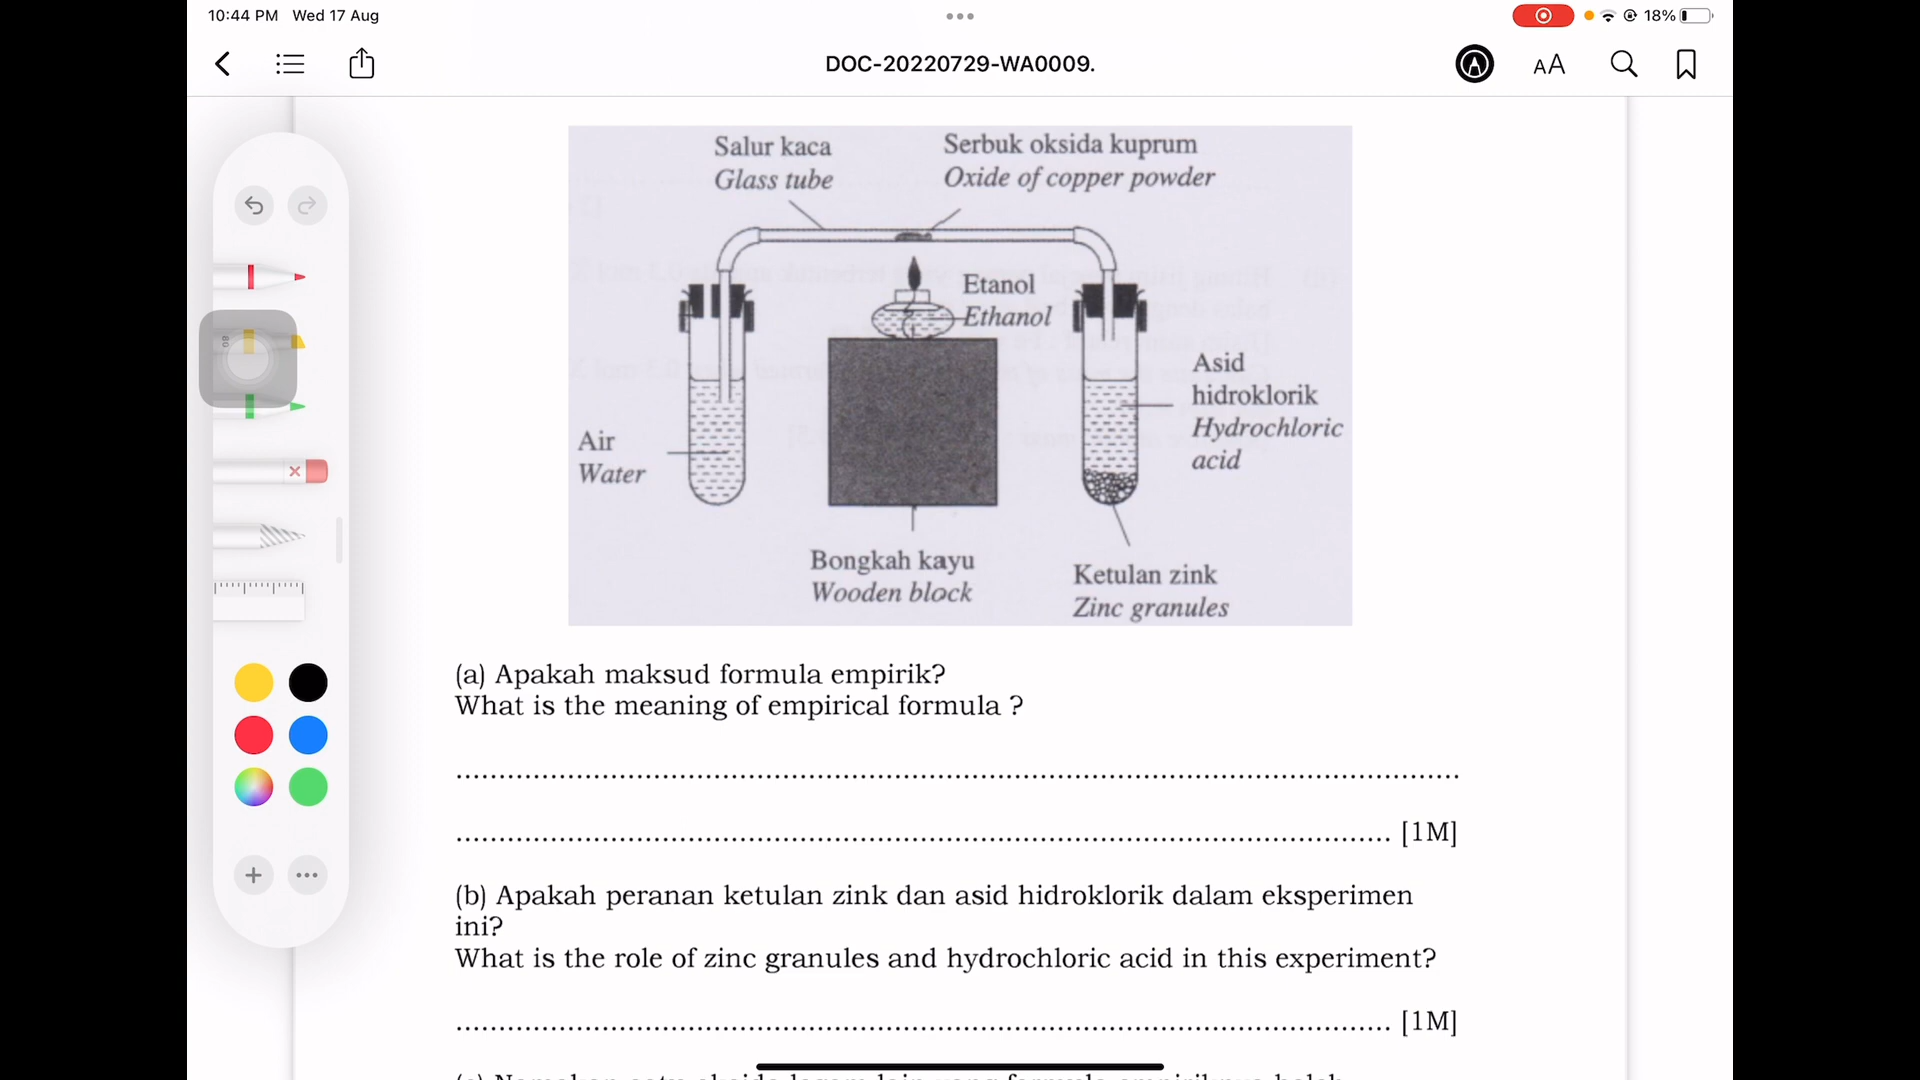 10:44 PM Wed 17 Aug
18%
DOC-20220729-WA0009.
AA
80
Salur kaca
Glass tube
Serbuk oksida kuprum
Oxide of copper powder
Etanol
Ethanol
Asid
hidroklorik
Hydrochloric
acid
Air
Water
Bongkah kayu
Wooden block
Ketulan zink
Zinc granules
(a) Apakah maksud formula empirik?
What is the meaning of empirical formula ?
[1M]
(b) Apakah peranan ketulan zink dan asid hidroklorik dalam eksperimen
ini?
What is the role of zinc granules and hydrochloric acid in this experiment?
[1M]